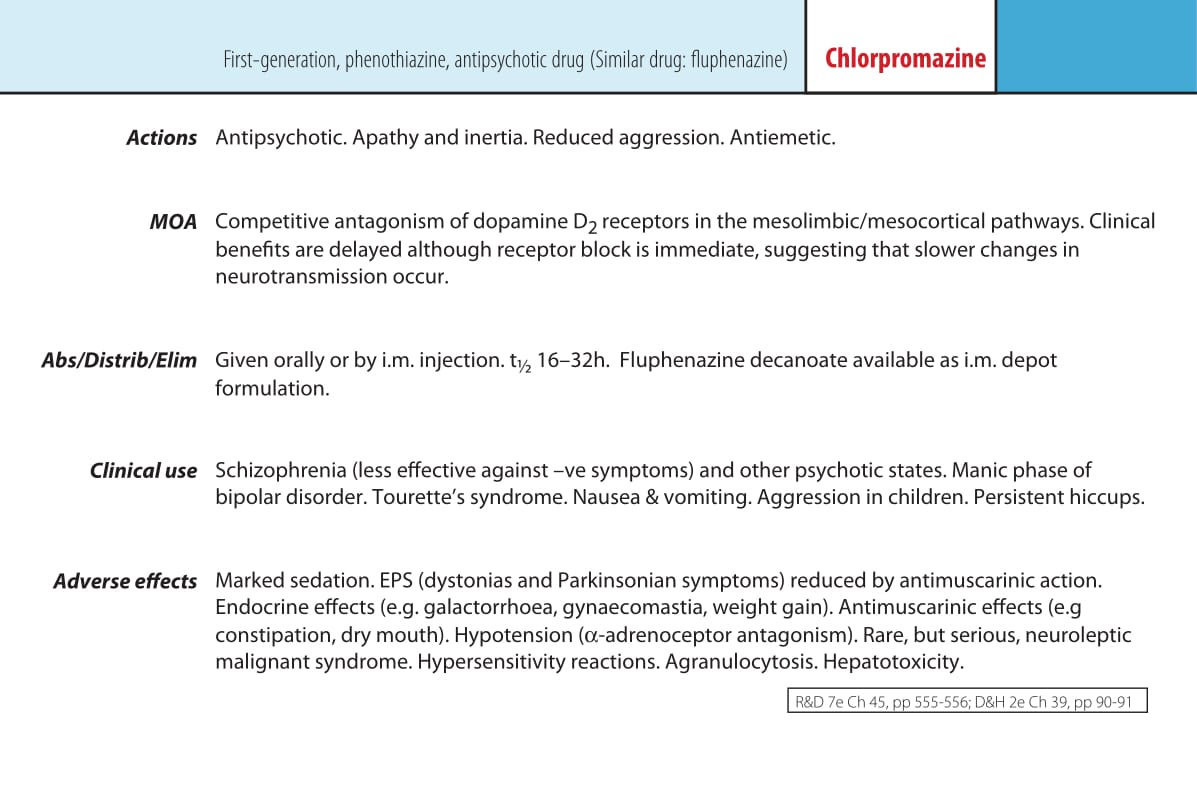 First-generation, phenothiazine, antipsychotic drug (Similar drug: fluphenazine) Chlorpromazine
Actions Antipsychotic. Apathy and inertia. Reduced aggression. Antiemetic.
MOA Competitive antagonism of dopamine D₂ receptors in the mesolimbic/mesocortical pathways. Clinical
benefits are delayed although receptor block is immediate, suggesting that slower changes in
neurotransmission occur.
Abs/Distrib/Elim Given orally or by i.m. injection. t½ 16–32h. Fluphenazine decanoate available as i.m. depot
formulation.
Clinical use Schizophrenia (less effective against –ve symptoms) and other psychotic states. Manic phase of
bipolar disorder. Tourette’s syndrome. Nausea & vomiting. Aggression in children. Persistent hiccups.
Adverse effects Marked sedation. EPS (dystonias and Parkinsonian symptoms) reduced by antimuscarinic action.
Endocrine effects (e.g. galactorrhoea, gynaecomastia, weight gain). Antimuscarinic effects (e.g
constipation, dry mouth). Hypotension (α-adrenoceptor antagonism). Rare, but serious, neuroleptic
malignant syndrome. Hypersensitivity reactions. Agranulocytosis. Hepatotoxicity.
R&D 7e Ch 45, pp 555-556; D&H 2e Ch 39, pp 90-91